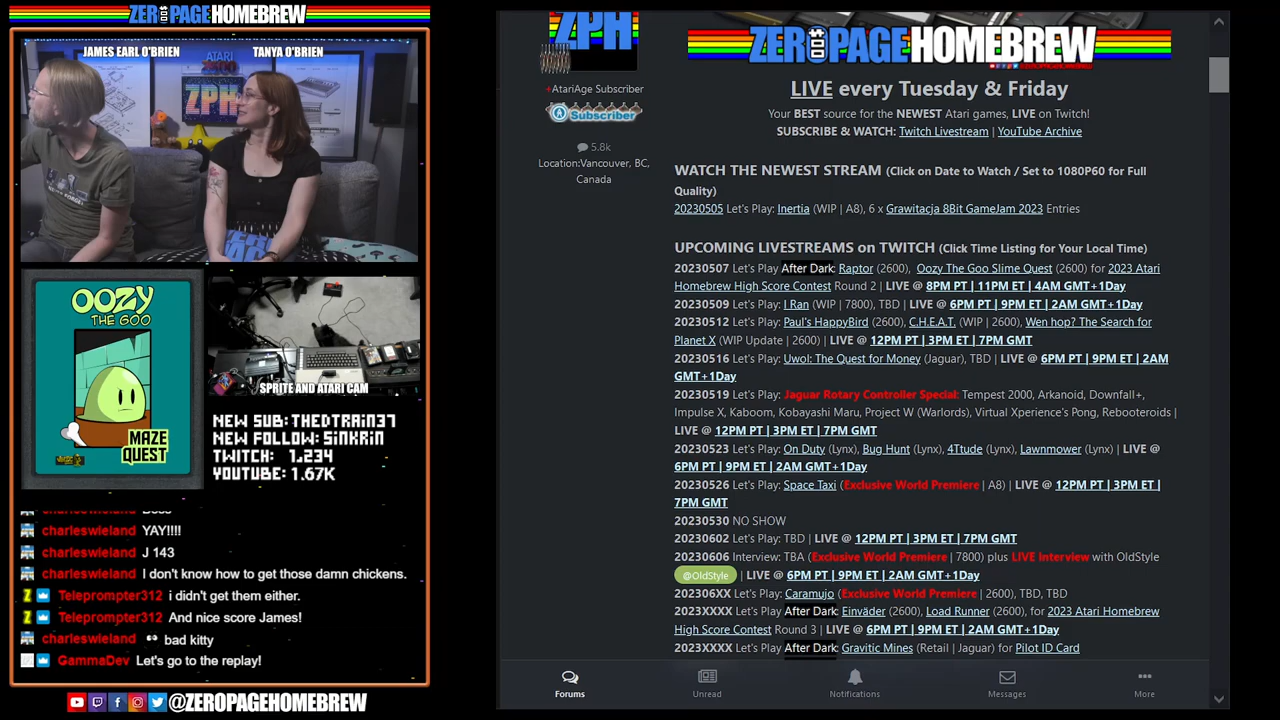 ZEROPAGEHOMEBREW
JAMES EARL O'BRIEN
TANYA O'BRIEN
ATARI
ZPH
OOZY
THE GOO
MAZE
QUEST
SPRITE AND ATARI CAM
NEW SUB: THEDTRAIN37
NEW FOLLOW: SINKRIN
TWITCH: 1,234
YOUTUBE: 1.67K
charleswieland Boss
charleswieland YAY!!!!
charleswieland J 143
charleswieland I don't know how to get those damn chickens.
Teleprompter312 i didn't get them either.
Teleprompter312 And nice score James!
charleswieland bad kitty
GammaDev Let's go to the replay!
@ZEROPAGEHOMEBREW
ZPH
+AtariAge Subscriber
Subscriber
5.8k
Location:Vancouver, BC,
Canada
ZEROPAGEHOMEBREW
LIVE every Tuesday & Friday
Your BEST source for the NEWEST Atari games, LIVE on Twitch!
SUBSCRIBE & WATCH: Twitch Livestream | YouTube Archive
WATCH THE NEWEST STREAM (Click on Date to Watch / Set to 1080P60 for Full
Quality)
20230505 Let's Play: Inertia (WIP | A8), 6 x Grawitacja 8Bit GameJam 2023 Entries
UPCOMING LIVESTREAMS on TWITCH (Click Time Listing for Your Local Time)
20230507 Let's Play After Dark: Raptor (2600), Oozy The Goo Slime Quest (2600) for 2023 Atari
Homebrew High Score Contest Round 2 | LIVE @ 8PM PT | 11PM ET | 4AM GMT+1Day
20230509 Let's Play: I Ran (WIP | 7800), TBD | LIVE @ 6PM PT | 9PM ET | 2AM GMT+1Day
20230512 Let's Play: Paul's HappyBird (2600), C.H.E.A.T. (WIP | 2600), Wen hop? The Search for
Planet X (WIP Update | 2600) | LIVE @ 12PM PT | 3PM ET | 7PM GMT
20230516 Let's Play: Uwol: The Quest for Money (Jaguar), TBD | LIVE @ 6PM PT | 9PM ET | 2AM
GMT+1Day
20230519 Let's Play: Jaguar Rotary Controller Special: Tempest 2000, Arkanoid, Downfall+,
Impulse X, Kaboom, Kobayashi Maru, Project W (Warlords), Virtual Xperience's Pong, Rebooteroids |
LIVE @ 12PM PT | 3PM ET | 7PM GMT
20230523 Let's Play: On Duty (Lynx), Bug Hunt (Lynx), 4Ttude (Lynx), Lawnmower (Lynx) | LIVE @
6PM PT | 9PM ET | 2AM GMT+1Day
20230526 Let's Play: Space Taxi (Exclusive World Premiere | A8) | LIVE @ 12PM PT | 3PM ET |
7PM GMT
20230530 NO SHOW
20230602 Let's Play: TBD | LIVE @ 12PM PT | 3PM ET | 7PM GMT
20230606 Interview: TBA (Exclusive World Premiere | 7800) plus LIVE Interview with OldStyle
@OldStyle | LIVE @ 6PM PT | 9PM ET | 2AM GMT+1Day
202306XX Let's Play: Caramujo (Exclusive World Premiere | 2600), TBD, TBD
2023XXXX Let's Play After Dark: Einväder (2600), Load Runner (2600), for 2023 Atari Homebrew
High Score Contest Round 3 | LIVE @ 6PM PT | 9PM ET | 2AM GMT+1Day
2023XXXX Let's Play After Dark: Gravitic Mines (Retail | Jaguar) for Pilot ID Card
Forums
Unread
Notifications
Messages
More